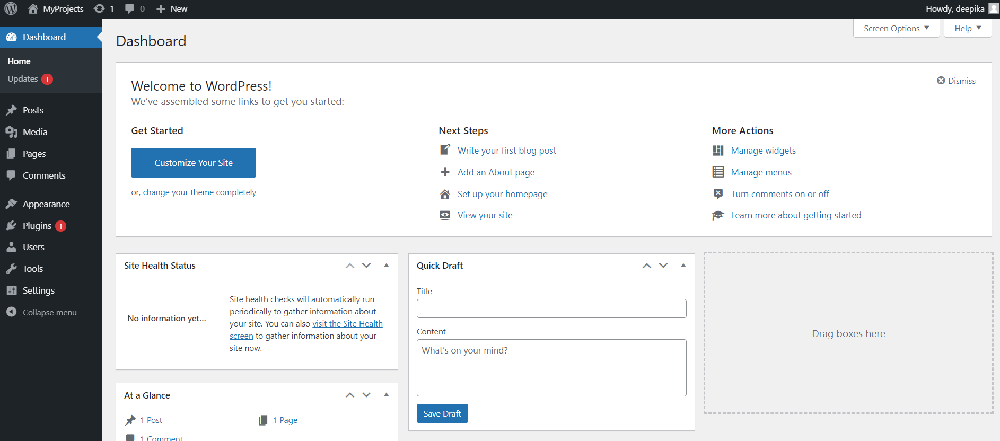 MyProjects
1
0
New
Howdy, deepika
Dashboard
Home
Updates 1
Posts
Media
Pages
Comments
Appearance
Plugins 1
Users
Tools
Settings
Collapse menu
Screen Options
Help
Dashboard
Welcome to WordPress!
We’ve assembled some links to get you started:
Dismiss
Get Started
Customize Your Site
or, change your theme completely
Next Steps
Write your first blog post
Add an About page
Set up your homepage
View your site
More Actions
Manage widgets
Manage menus
Turn comments on or off
Learn more about getting started
Site Health Status
No information yet…
Site health checks will automatically run
periodically to gather information about
your site. You can also visit the Site Health
screen to gather information about your
site now.
At a Glance
1 Post
1 Page
1 Comment
Quick Draft
Title
Content
What’s on your mind?
Save Draft
Drag boxes here